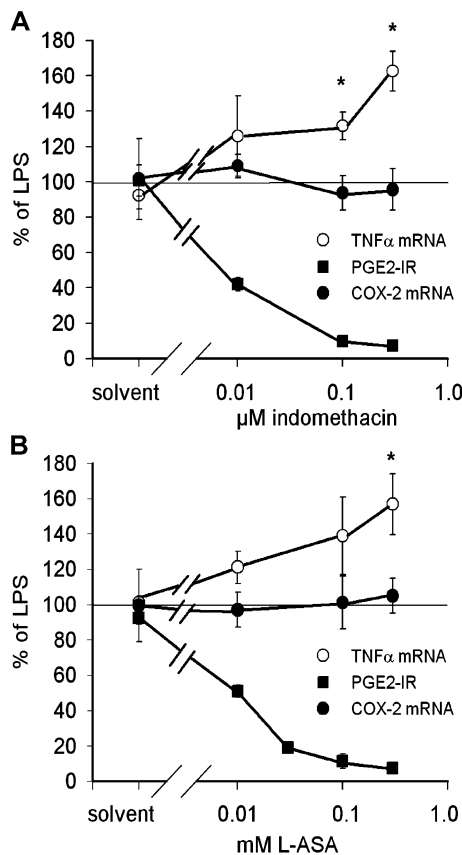 A
180
*
160
*
140
120
100
% of LPS
80
TNFα mRNA
60
PGE2-IR
40
COX-2 mRNA
20
0
solvent 0.01 0.1 1.0
µM indomethacin
B
180
*
160
140
120
100
% of LPS
80
TNFα mRNA
60
PGE2-IR
40
COX-2 mRNA
20
0
solvent 0.01 0.1 1.0
mM L-ASA